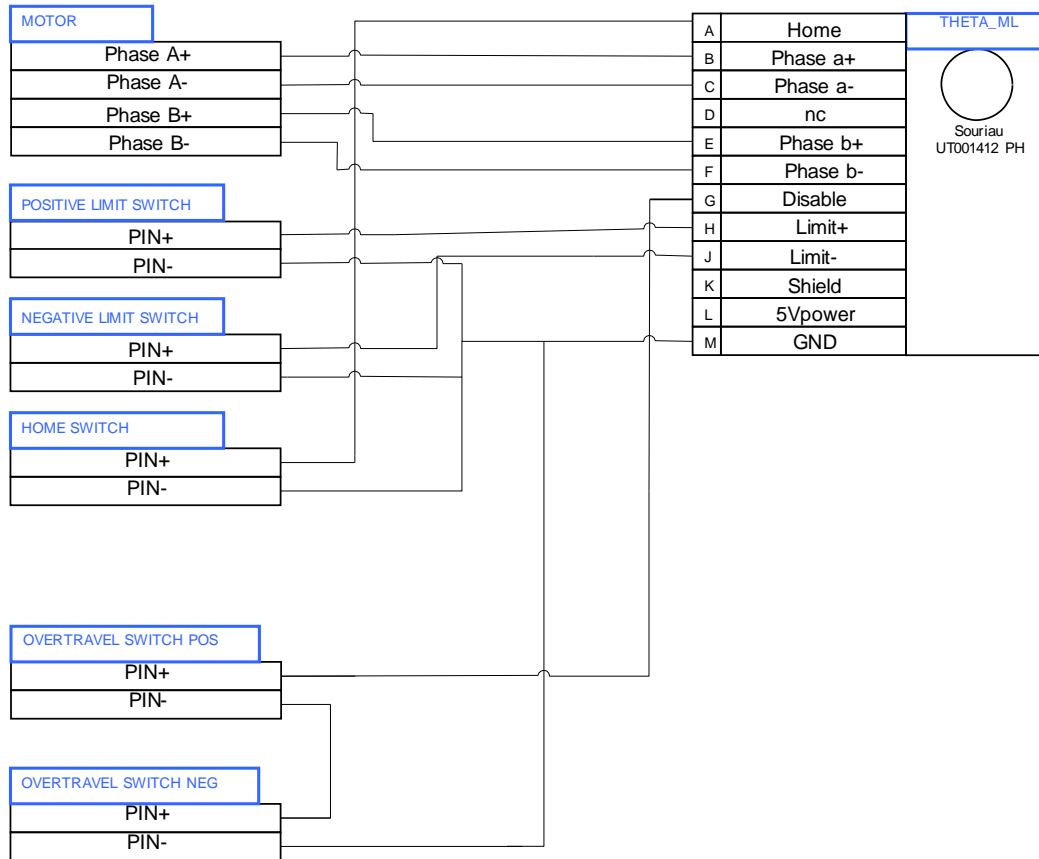 MOTOR
Phase A+
Phase A-
Phase B+
Phase B-
POSITIVE LIMIT SWITCH
PIN+
PIN-
NEGATIVE LIMIT SWITCH
PIN+
PIN-
HOME SWITCH
PIN+
PIN-
OVERTRAVEL SWITCH POS
PIN+
PIN-
OVERTRAVEL SWITCH NEG
PIN+
PIN-
A Home
B Phase a+
C Phase a-
D nc
E Phase b+
F Phase b-
G Disable
H Limit+
J Limit-
K Shield
L 5Vpower
M GND
THETA_ML
Souriau
UT001412 PH